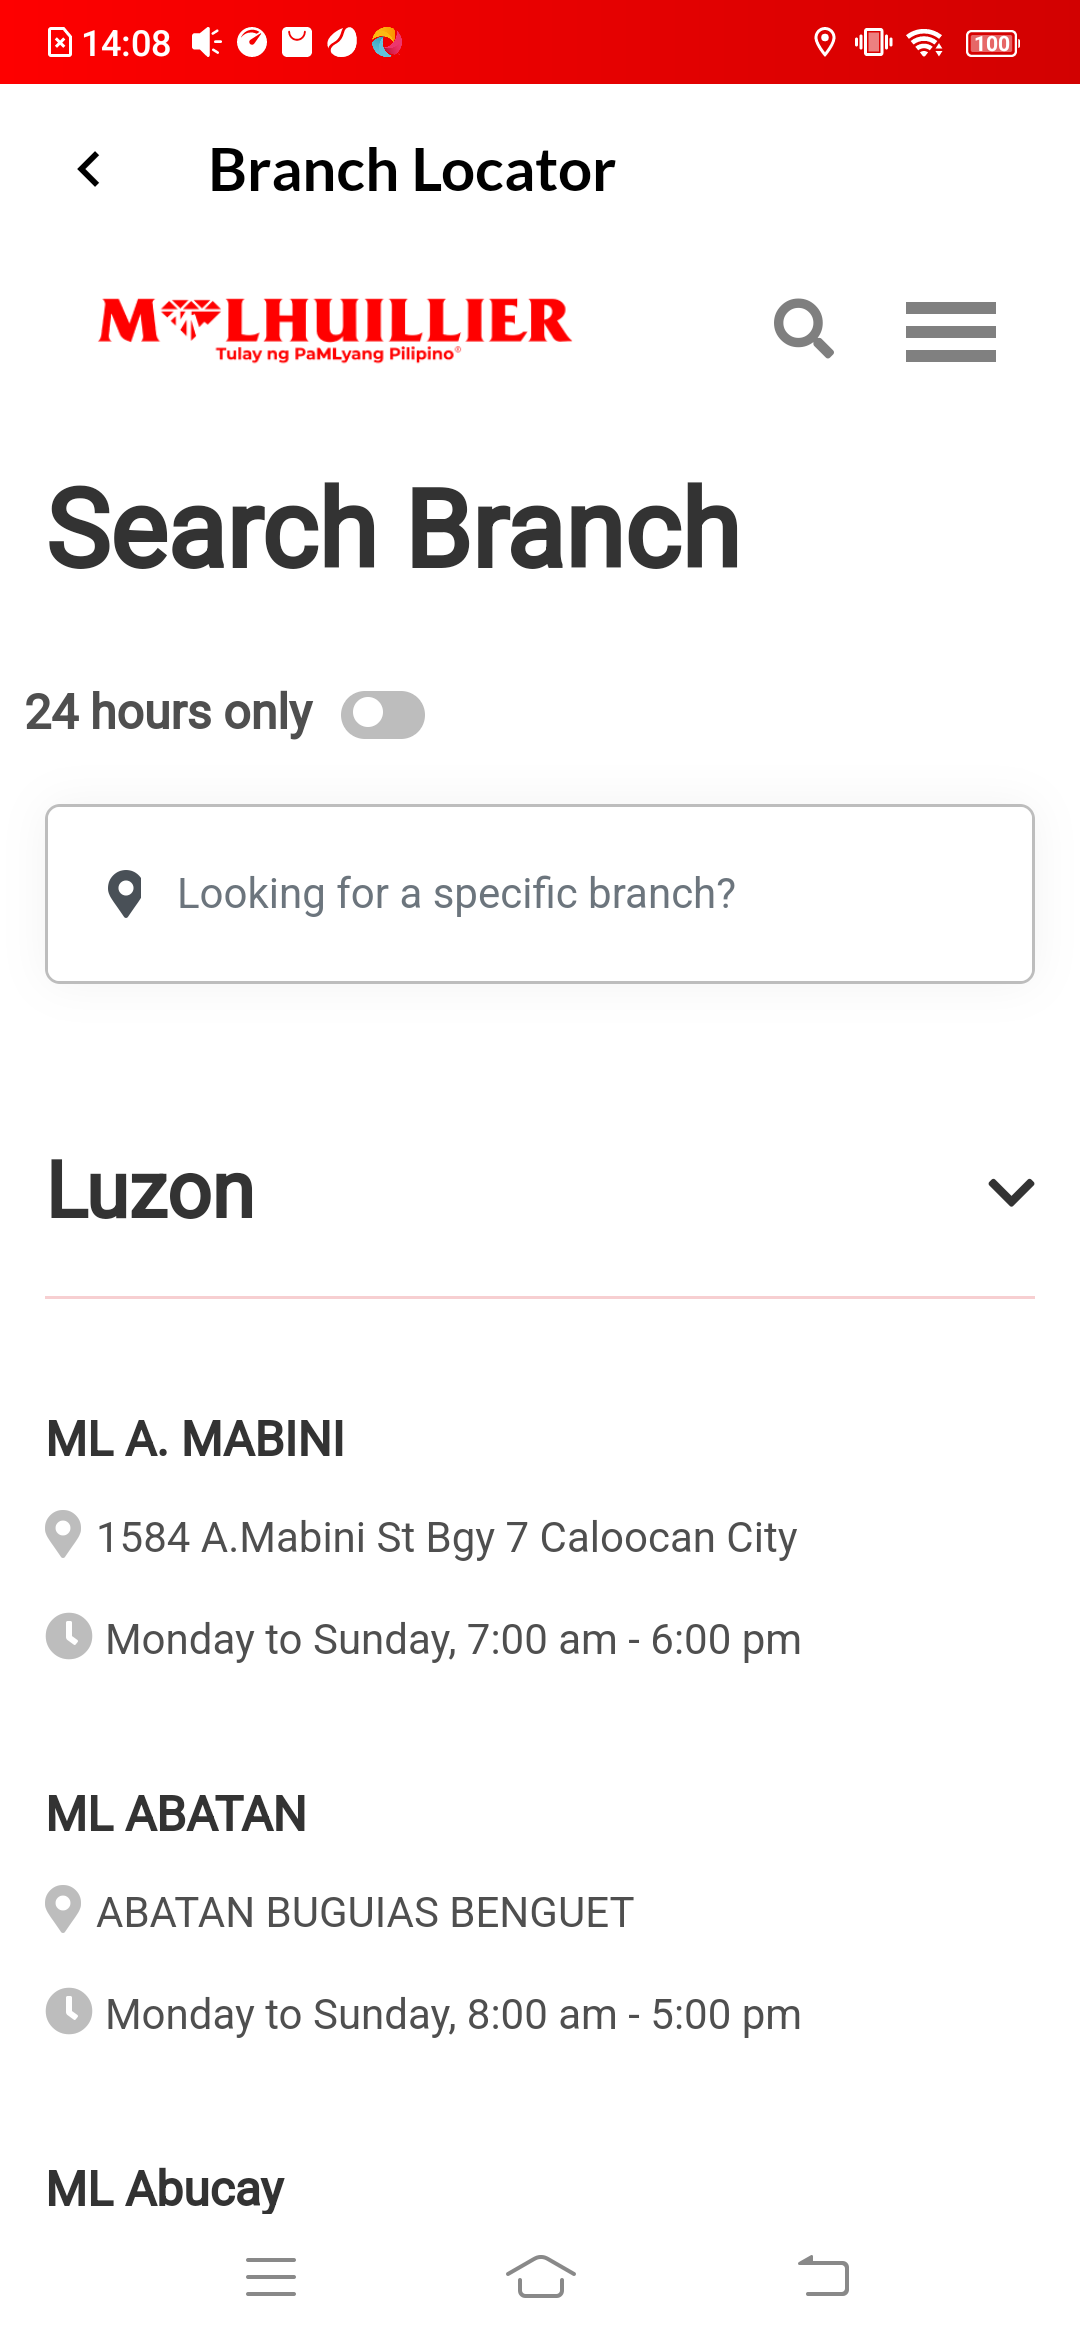 14:08
100
Branch Locator
M LHUILLIER
Tulay ng PaMLyang Pilipino®
Search Branch
24 hours only
Looking for a specific branch?
Luzon
ML A. MABINI
1584 A.Mabini St Bgy 7 Caloocan City
Monday to Sunday, 7:00 am - 6:00 pm
ML ABATAN
ABATAN BUGUIAS BENGUET
Monday to Sunday, 8:00 am - 5:00 pm
ML Abucay